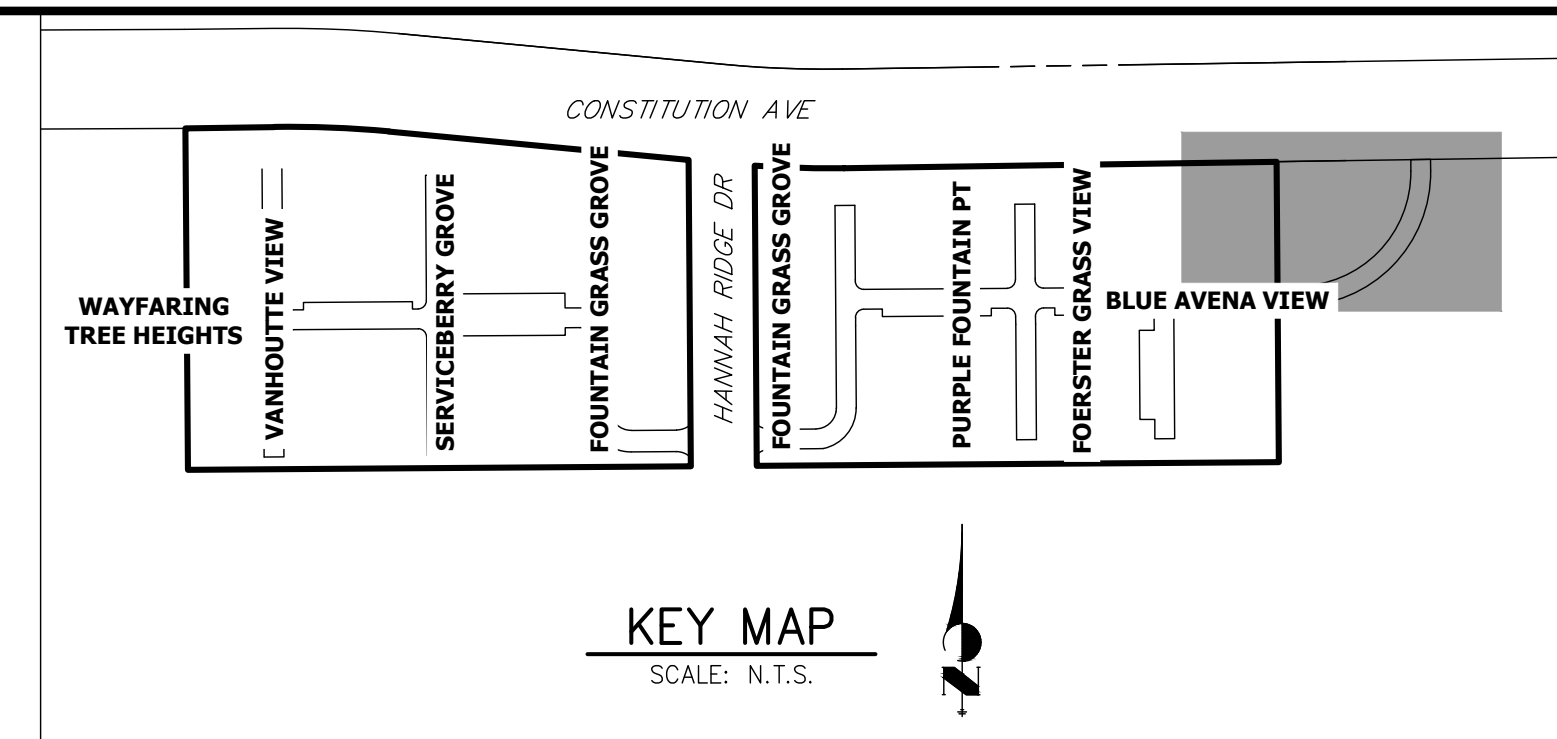 CONSTITUTION AVE
WAYFARING
TREE HEIGHTS
VANHOUTTE VIEW
SERVICEBERRY GROVE
FOUNTAIN GRASS GROVE
HANNAH RIDGE DR
FOUNTAIN GRASS GROVE
PURPLE FOUNTAIN PT
FOERSTER GRASS VIEW
BLUE AVENA VIEW
KEY MAP
SCALE: N.T.S.
N